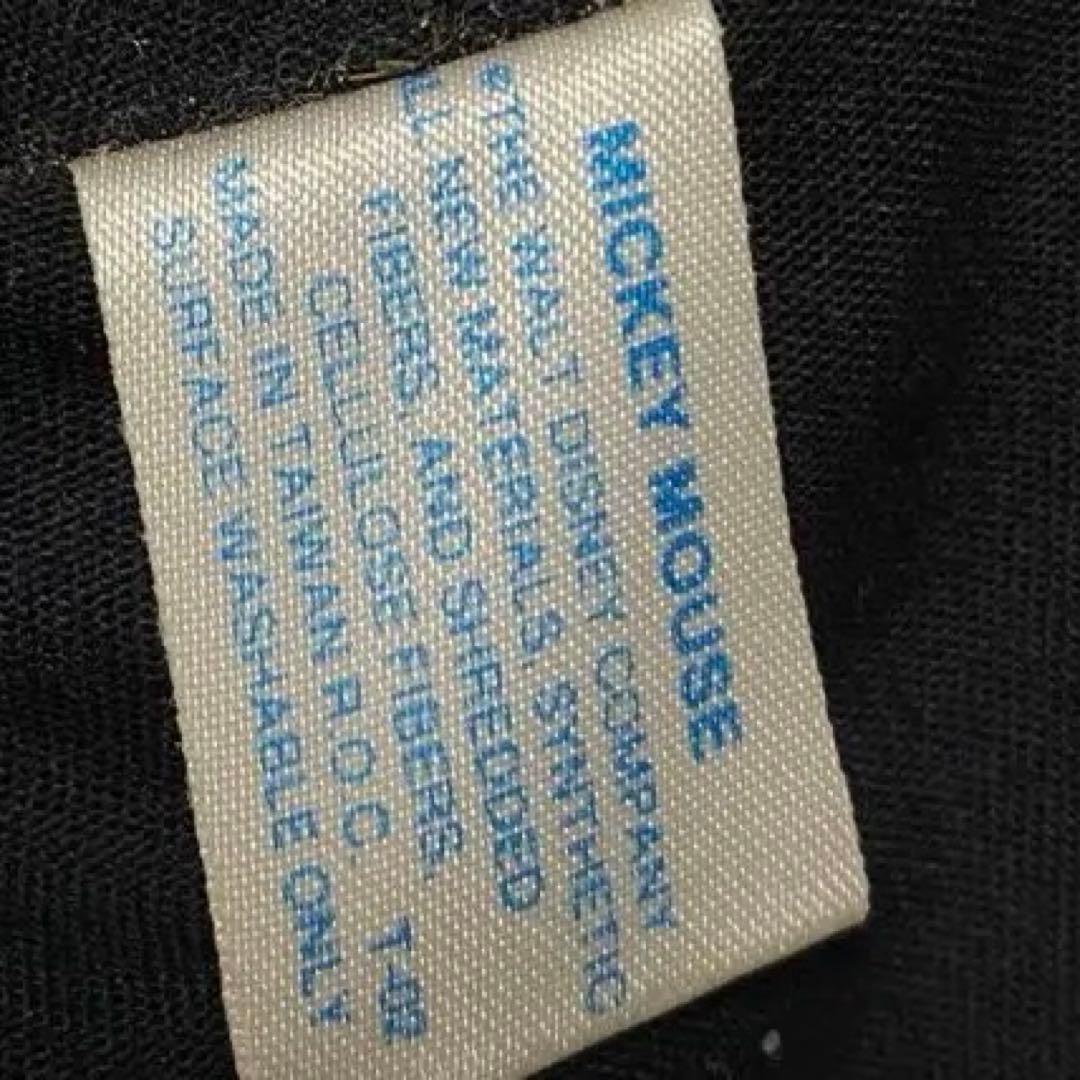 MICKEY MOUSE
©THE WALT DISNEY COMPANY
ALL NEW MATERIALS, SYNTHETIC
FIBERS, AND SHREDDED
CELLULOSE FIBERS.
MADE IN TAIWAN R.O.C.
SURFACE WASHABLE ONLY